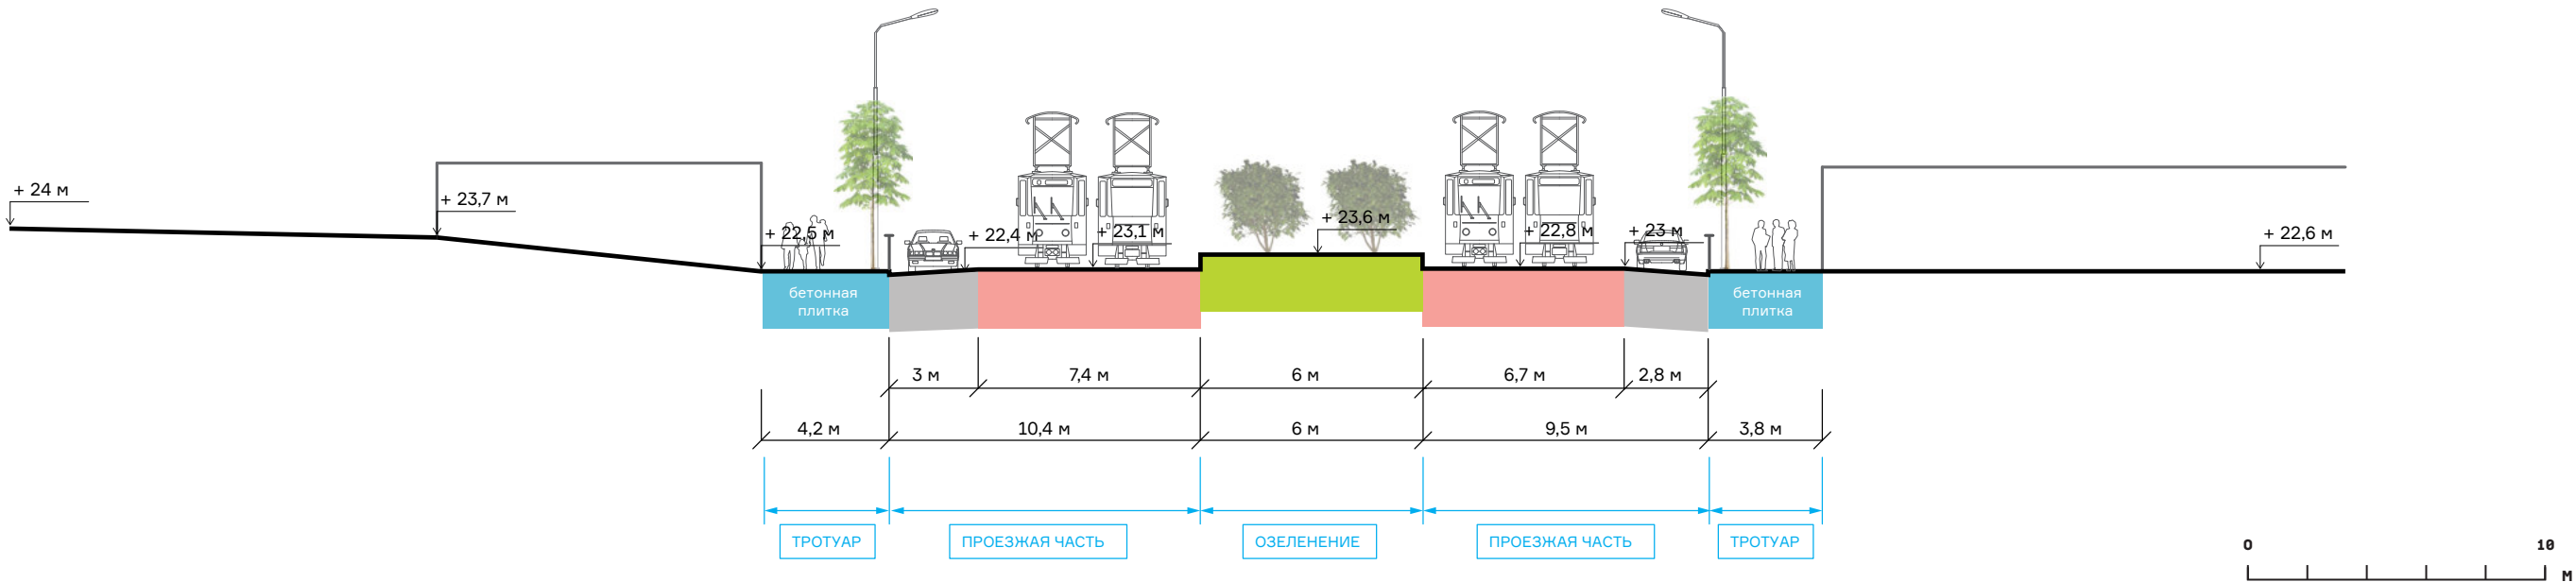 + 24 м
+ 23,7 м
+ 22,5 м
+ 22,4 м
+ 23,1 м
+ 23,6 м
+ 22,8 м
+ 23 м
+ 22,6 м
бетонная
плитка
бетонная
плитка
3 м
7,4 м
6 м
6,7 м
2,8 м
4,2 м
10,4 м
6 м
9,5 м
3,8 м
ТРОТУАР
ПРОЕЗЖАЯ ЧАСТЬ
ОЗЕЛЕНЕНИЕ
ПРОЕЗЖАЯ ЧАСТЬ
ТРОТУАР
0
10
м